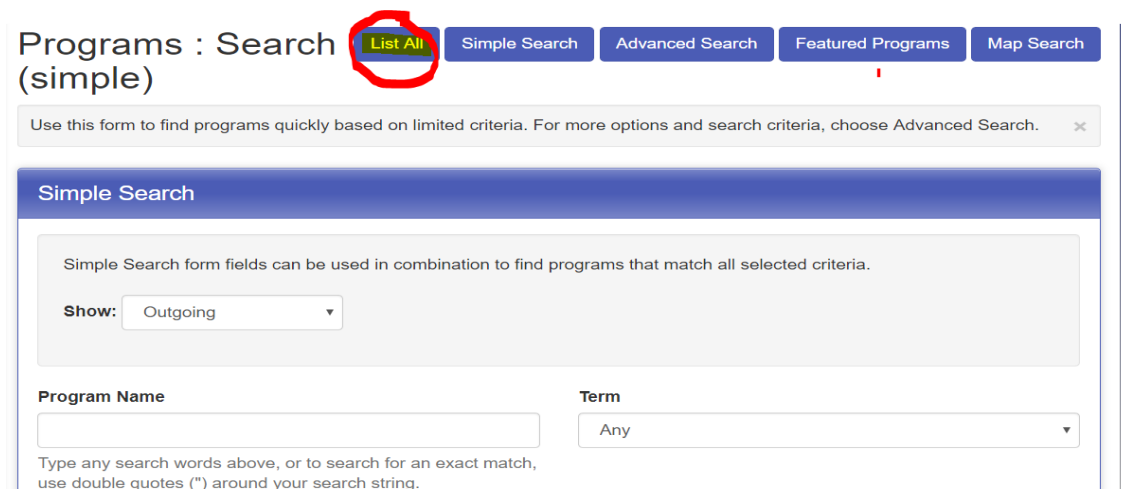 Programs : Search
(simple)
List All
Simple Search
Advanced Search
Featured Programs
Map Search
Use this form to find programs quickly based on limited criteria. For more options and search criteria, choose Advanced Search. ×
Simple Search
Simple Search form fields can be used in combination to find programs that match all selected criteria.
Show: Outgoing
Program Name
Term
Any
Type any search words above, or to search for an exact match,
use double quotes (") around your search string.